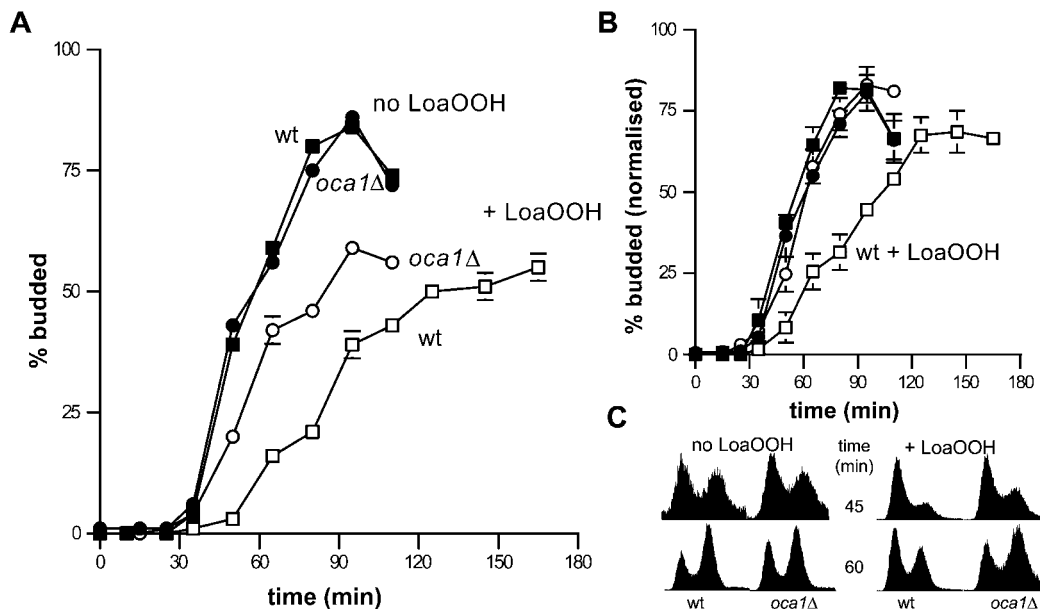 A
100
75
50
25
0
% budded
no LoaOOH
wt
oca1Δ
+ LoaOOH
oca1Δ
wt
0 30 60 90 120 150 180
time (min)
B
100
75
50
25
0
% budded (normalised)
wt + LoaOOH
0 30 60 90 120 150 180
time (min)
C
no LoaOOH time (min) + LoaOOH
45
60
wt oca1Δ wt oca1Δ